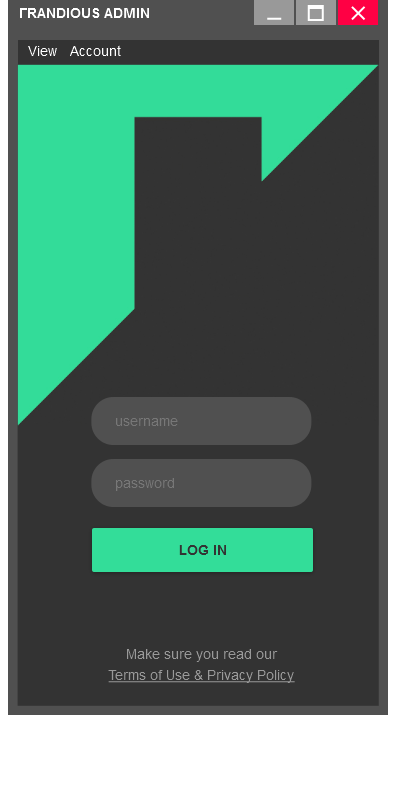 FRANDIOUS ADMIN
View Account
username
password
LOG IN
Make sure you read our
Terms of Use & Privacy Policy